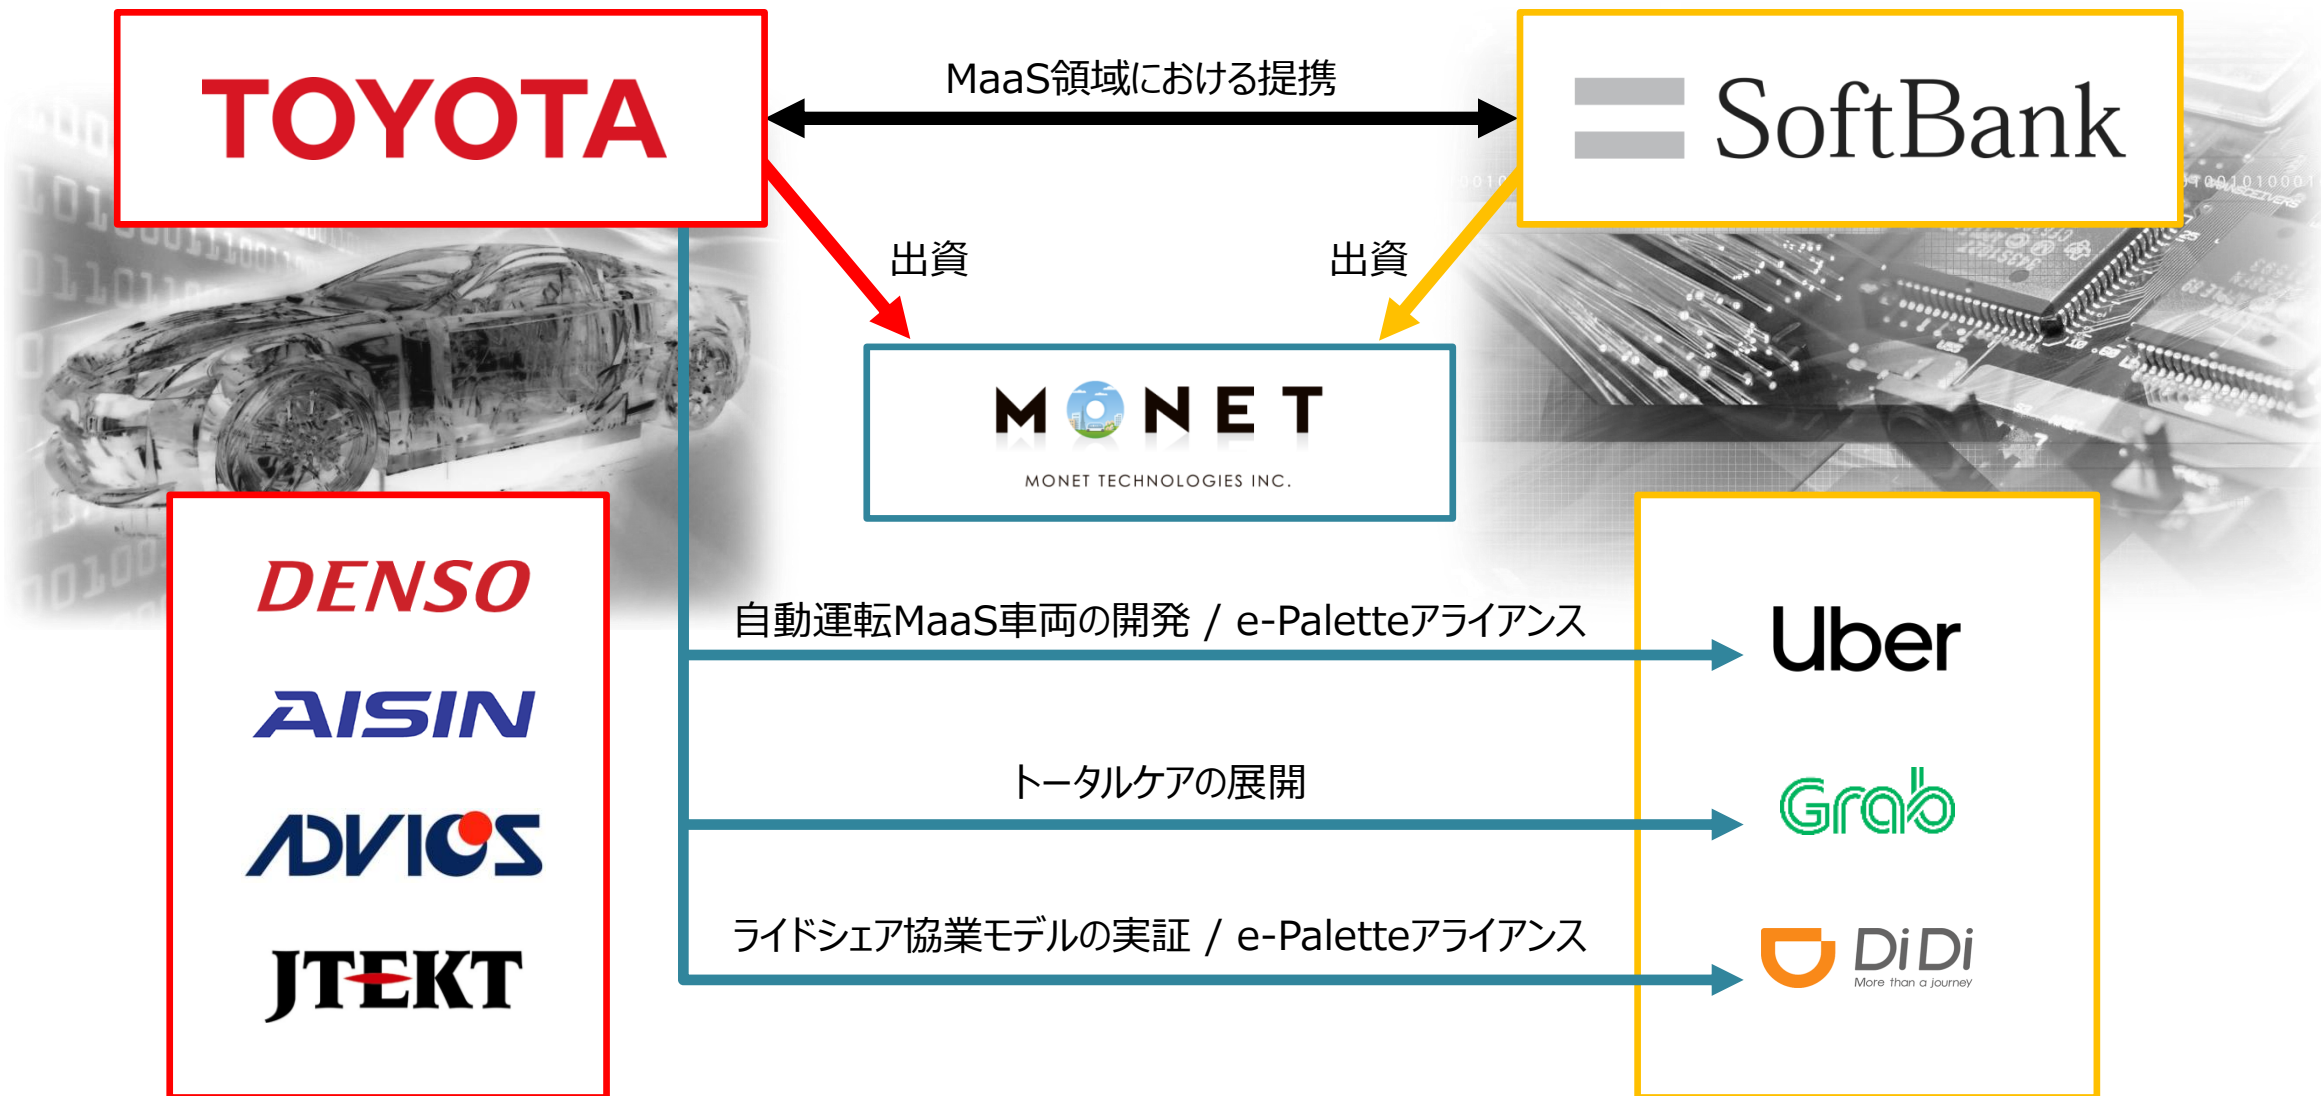 TOYOTA
MaaS領域における提携
SoftBank
出資
出資
MONET
MONET TECHNOLOGIES INC.
DENSO
AISIN
ADVICS
JTEKT
自動運転MaaS車両の開発 / e-Paletteアライアンス
Uber
トータルケアの展開
Grab
ライドシェア協業モデルの実証 / e-Paletteアライアンス
DiDi
More than a journey